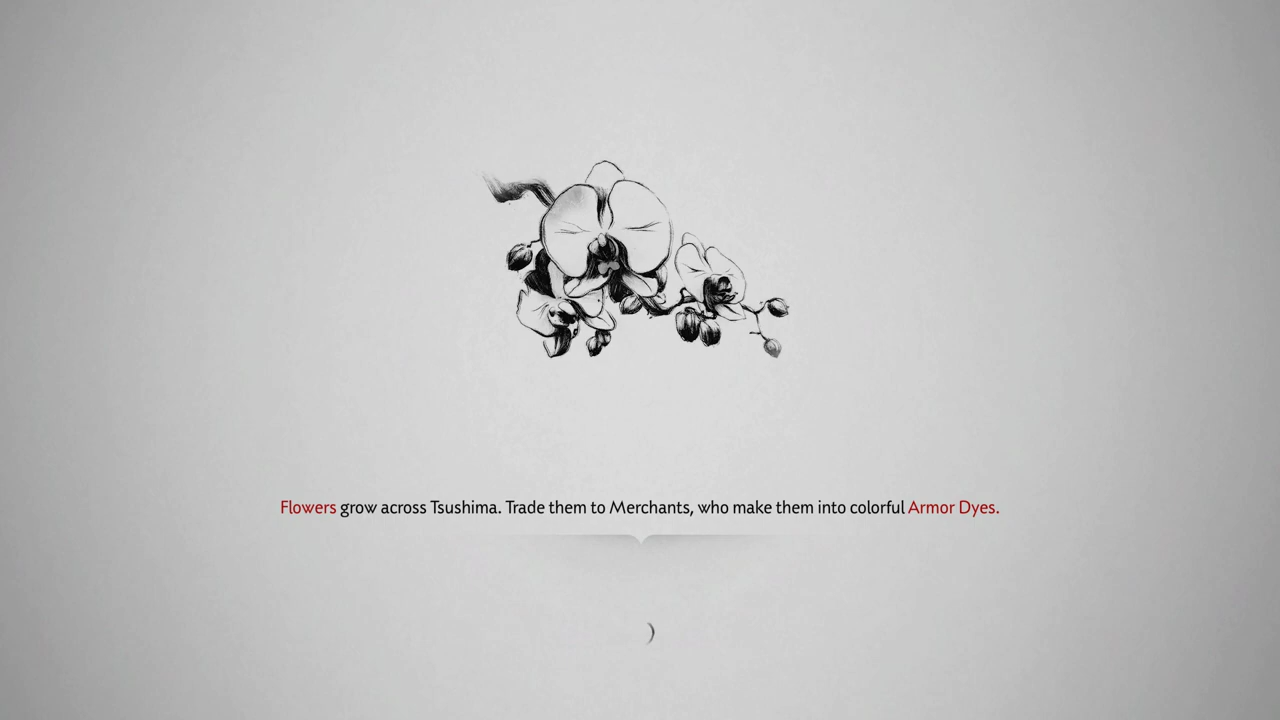 Flowers grow across Tsushima. Trade them to Merchants, who make them into colorful Armor Dyes.